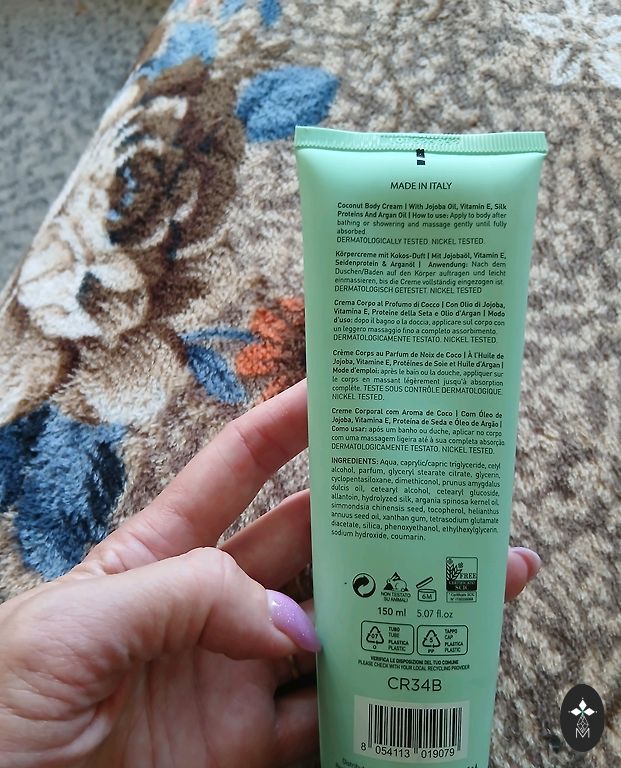 MADE IN ITALY
Coconut Body Cream | With Jojoba Oil, Vitamin E, Silk
Proteins And Argan Oil | How to use: Apply to body after
bathing or showering and massage gently until fully
absorbed.
DERMATOLOGICALLY TESTED. NICKEL TESTED.
Körpercreme mit Kokos-Duft | Mit Jojobaöl, Vitamin E,
Seidenprotein & Arganöl | Anwendung: Nach dem
Duschen/Baden auf den Körper auftragen und leicht
einmassieren, bis die Creme vollständig eingezogen ist.
DERMATOLOGISCH GETESTET. NICKEL TESTED
Crema Corpo al Profumo di Cocco | Con Olio di Jojoba,
Vitamina E, Proteine della Seta e Olio d'Argan | Modo
d'uso: dopo il bagno o la doccia, applicare sul corpo con
un leggero massaggio fino a completo assorbimento.
DERMATOLOGICAMENTE TESTATO. NICKEL TESTED.
Crème Corps au Parfum de Noix de Coco | À l'Huile de
Jojoba, Vitamine E, Protéines de Soie et Huile d'Argan |
Mode d'emploi: après le bain ou la douche, appliquer sur
le corps en massant légèrement jusqu'à absorption
complète. TESTE SOUS CONTRÔLE DERMATOLOGIQUE.
NICKEL TESTED.
Creme Corporal com Aroma de Coco | Com Óleo de
Jojoba, Vitamina E, Proteína de Seda e Óleo de Argão |
Como usar: após um banho ou duche, aplicar no corpo
com uma massagem ligeira até à sua completa absorção
DERMATOLOGICAMENTE TESTADO. NICKEL TESTED.
INGREDIENTS: Aqua, caprylic/capric triglyceride, cetyl
alcohol, parfum, glyceryl stearate citrate, glycerin,
cyclopentasiloxane, dimethiconol, prunus amygdalus
dulcis oil, cetearyl alcohol, cetearyl glucoside,
allantoin, hydrolyzed silk, argania spinosa kernel oil,
simmondsia chinensis seed, tocopherol, helianthus
annuus seed oil, xanthan gum, tetrasodium glutamate
diacetate, silica, phenoxyethanol, ethylhexylglycerin,
sodium hydroxide, coumarin.
FREE
NON TESTATO
SU ANIMALI
6M
CERTIFICATO
150 ml 5.07 fl.oz
07
O
TUBO
TUBE
PLASTICA
PLASTIC
5
PP
TAPPO
CAP
PLASTICA
PLASTIC
VERIFICA LE DISPOSIZIONI DEL TUO COMUNE
PLEASE CHECK WITH YOUR LOCAL RECYCLING PROVIDER
CR34B
8 054113 019079
M